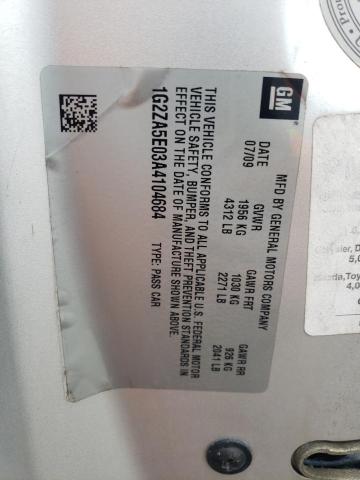 GM
MFD BY GENERAL MOTORS COMPANY
DATE GVWR GAWR FRT GAWR RR
07/09 1956 KG 1030 KG 926 KG
4312 LB 2271 LB 2041 LB
THIS VEHICLE CONFORMS TO ALL APPLICABLE U.S. FEDERAL MOTOR
VEHICLE SAFETY, BUMPER, AND THEFT PREVENTION STANDARDS IN
EFFECT ON THE DATE OF MANUFACTURE SHOWN ABOVE.
1G2ZA5E03A4104684 TYPE: PASS CAR